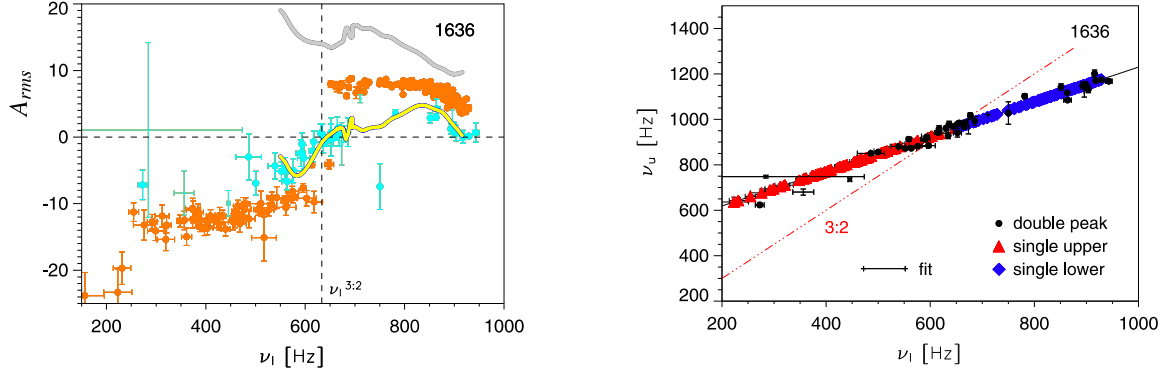 20
10
0
-10
-20
A_rms
1636
ν_l^3:2
200
400
600
800
1000
ν_l [Hz]
1400
1200
1000
800
600
400
200
ν_u [Hz]
1636
3:2
double peak
single upper
single lower
fit
200
400
600
800
1000
ν_l [Hz]